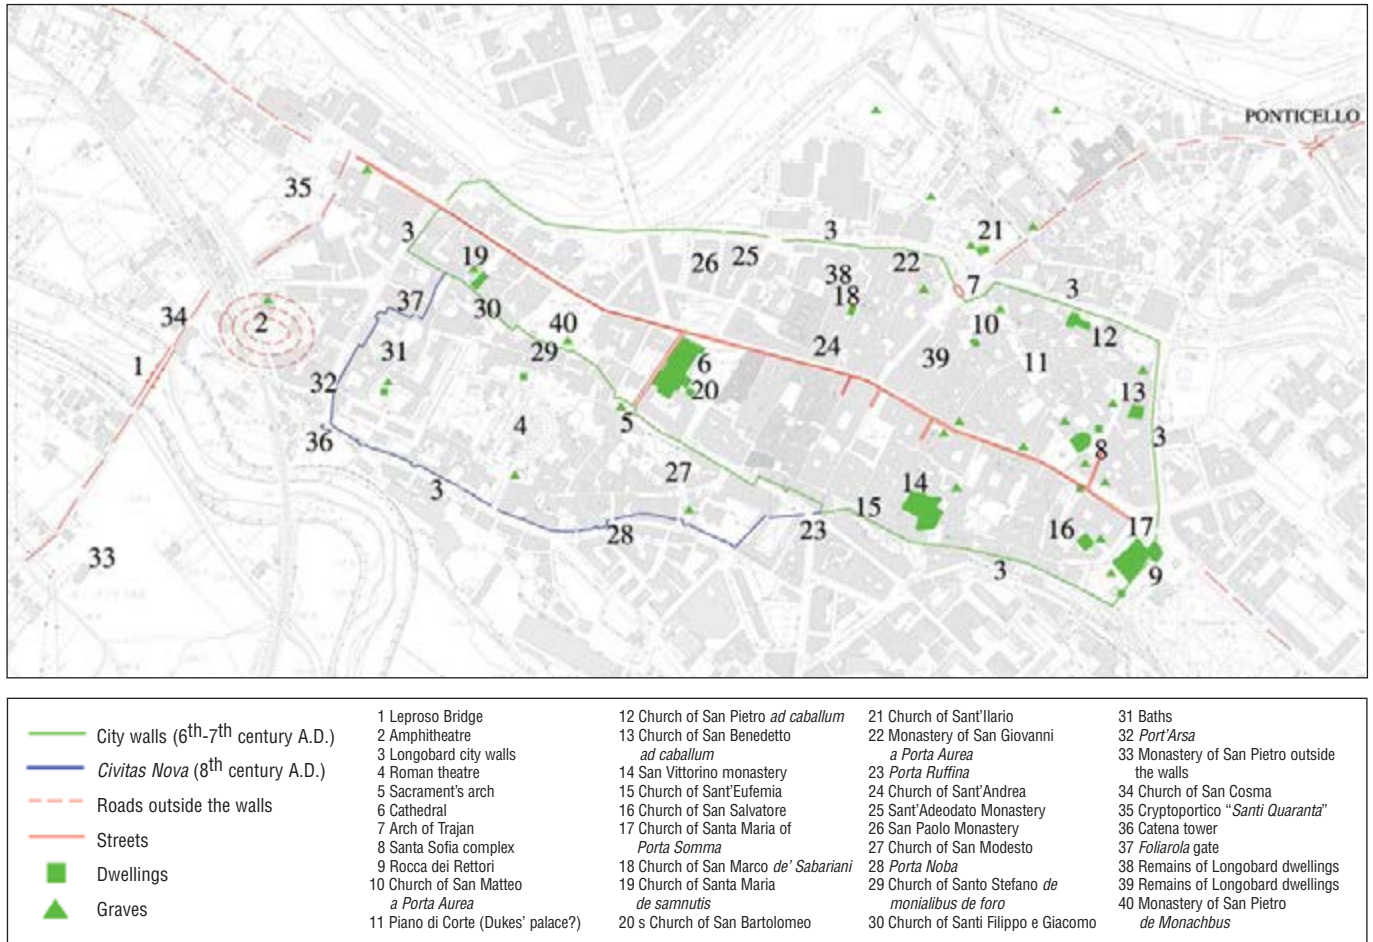 PONTICELLO
35
3
19
26
25
3
22
21
7
3
38
18
10
12
37
30
40
29
34
2
31
1
32
6
20
24
39
11
13
5
4
36
27
8
3
3
14
15
23
28
16
17
9
3
33
City walls (6th-7th century A.D.)
Civitas Nova (8th century A.D.)
Roads outside the walls
Streets
Dwellings
Graves
1 Leproso Bridge
2 Amphitheatre
3 Longobard city walls
4 Roman theatre
5 Sacrament's arch
6 Cathedral
7 Arch of Trajan
8 Santa Sofia complex
9 Rocca dei Rettori
10 Church of San Matteo
a Porta Aurea
11 Piano di Corte (Dukes' palace?)
12 Church of San Pietro ad caballum
13 Church of San Benedetto
ad caballum
14 San Vittorino monastery
15 Church of Sant'Eufemia
16 Church of San Salvatore
17 Church of Santa Maria of
Porta Somma
18 Church of San Marco de' Sabariani
19 Church of Santa Maria
de samnutis
20 s Church of San Bartolomeo
21 Church of Sant'Ilario
22 Monastery of San Giovanni
a Porta Aurea
23 Porta Ruffina
24 Church of Sant'Andrea
25 Sant'Adeodato Monastery
26 San Paolo Monastery
27 Church of San Modesto
28 Porta Noba
29 Church of Santo Stefano de
monialibus de foro
30 Church of Santi Filippo e Giacomo
31 Baths
32 Port'Arsa
33 Monastery of San Pietro outside
the walls
34 Church of San Cosma
35 Cryptoportico "Santi Quaranta"
36 Catena tower
37 Foliarola gate
38 Remains of Longobard dwellings
39 Remains of Longobard dwellings
40 Monastery of San Pietro
de Monachbus